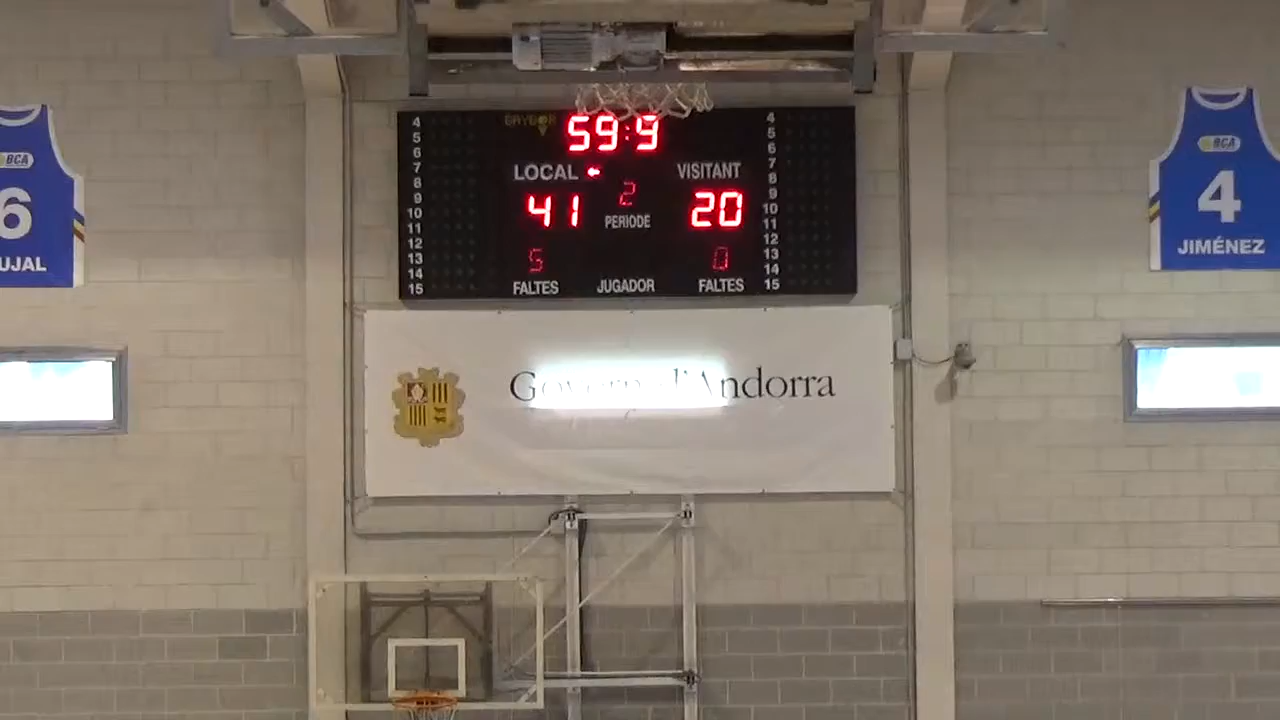 GAYBOR
59:9
LOCAL
VISITANT
41
2
20
PERIODE
5
0
FALTES
JUGADOR
FALTES
4
5
6
7
8
9
10
11
12
13
14
15
4
5
6
7
8
9
10
11
12
13
14
15
Govern d'Andorra
BCA
6
UJAL
BCA
4
JIMÉNEZ